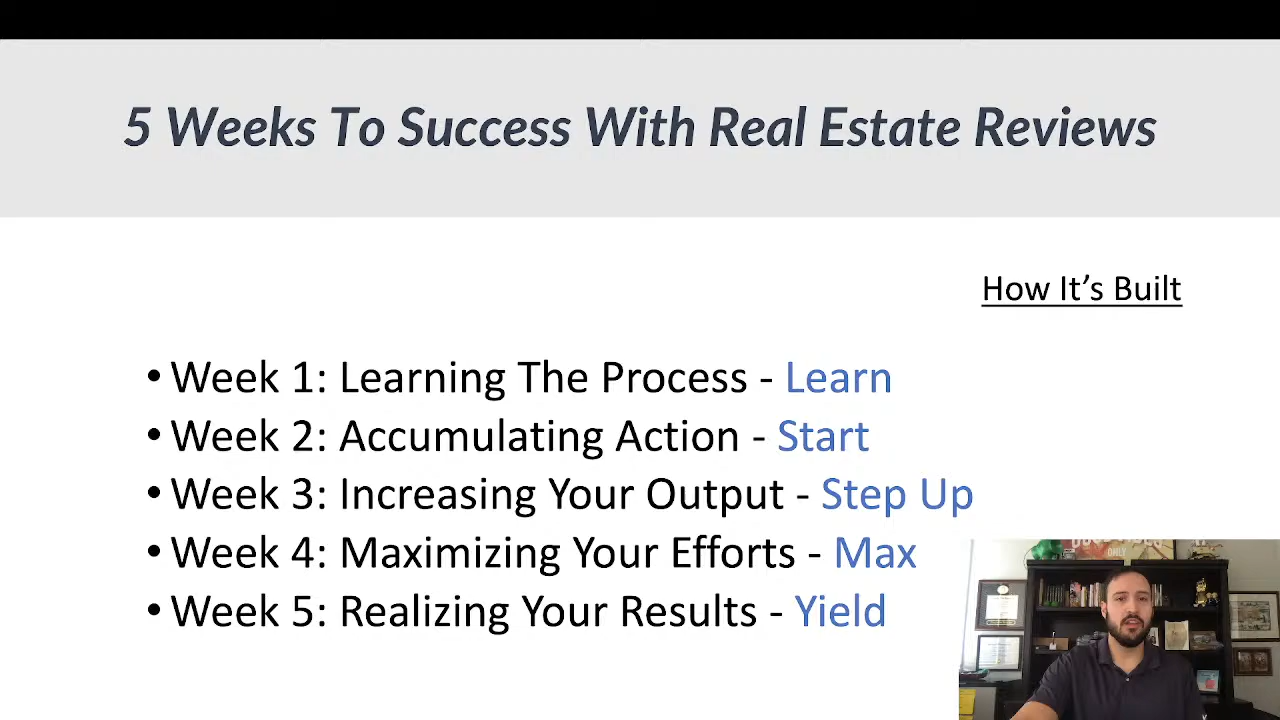 5 Weeks To Success With Real Estate Reviews
How It’s Built
• Week 1: Learning The Process - Learn
• Week 2: Accumulating Action - Start
• Week 3: Increasing Your Output - Step Up
• Week 4: Maximizing Your Efforts - Max
• Week 5: Realizing Your Results - Yield
ONLY